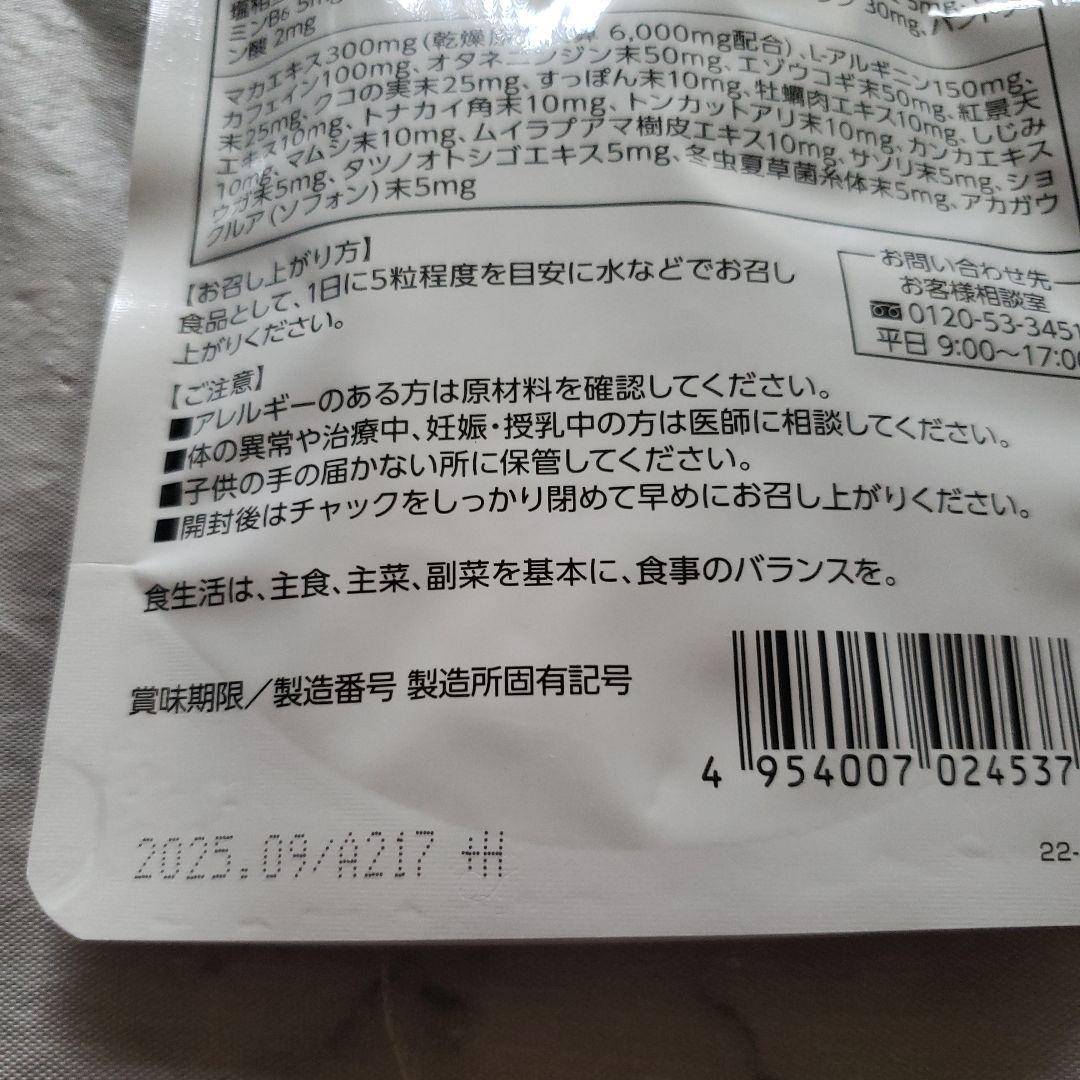 ミンB6 5mg
30mg、パント
ン酸 2mg
マカエキス300mg(乾燥 6,000mg配合)、L-アルギニン150mg、
カフェイン100mg、オタネニンジン末50mg、エゾウコギ末50mg、紅景天
末25mg、クコの実末25mg、すっぽん末10mg、牡蠣肉エキス10mg、しじみ
エキス10mg、トナカイ角末10mg、トンカットアリ末10mg、カンカエキス
10mg、マムシ末10mg、ムイラプアマ樹皮エキス10mg、サソリ末5mg、ショ
ウガ末5mg、タツノオトシゴエキス5mg、冬虫夏草菌糸体末5mg、アカガウ
クルア(ソフォン)末5mg
【お召し上がり方】
食品として、1日に5粒程度を目安に水などでお召し
上がりください。
お問い合わせ先
お客様相談室
0120-53-3451
平日 9:00〜17:00
【ご注意】
■アレルギーのある方は原材料を確認してください。
■体の異常や治療中、妊娠・授乳中の方は医師に相談してください。
■子供の手の届かない所に保管してください。
■開封後はチャックをしっかり閉めて早めにお召し上がりください。
食生活は、主食、主菜、副菜を基本に、食事のバランスを。
賞味期限/製造番号 製造所固有記号
4 954007 024537
2025.09/A217 +H
22-